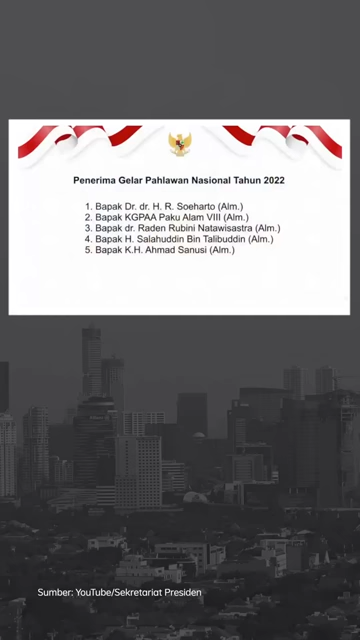 Penerima Gelar Pahlawan Nasional Tahun 2022
1. Bapak Dr. dr. H. R. Soeharto (Alm.)
2. Bapak KGPAA Paku Alam VIII (Alm.)
3. Bapak dr. Raden Rubini Natawisastra (Alm.)
4. Bapak H. Salahuddin Bin Talibuddin (Alm.)
5. Bapak K.H. Ahmad Sanusi (Alm.)
Sumber: YouTube/Sekretariat Presiden